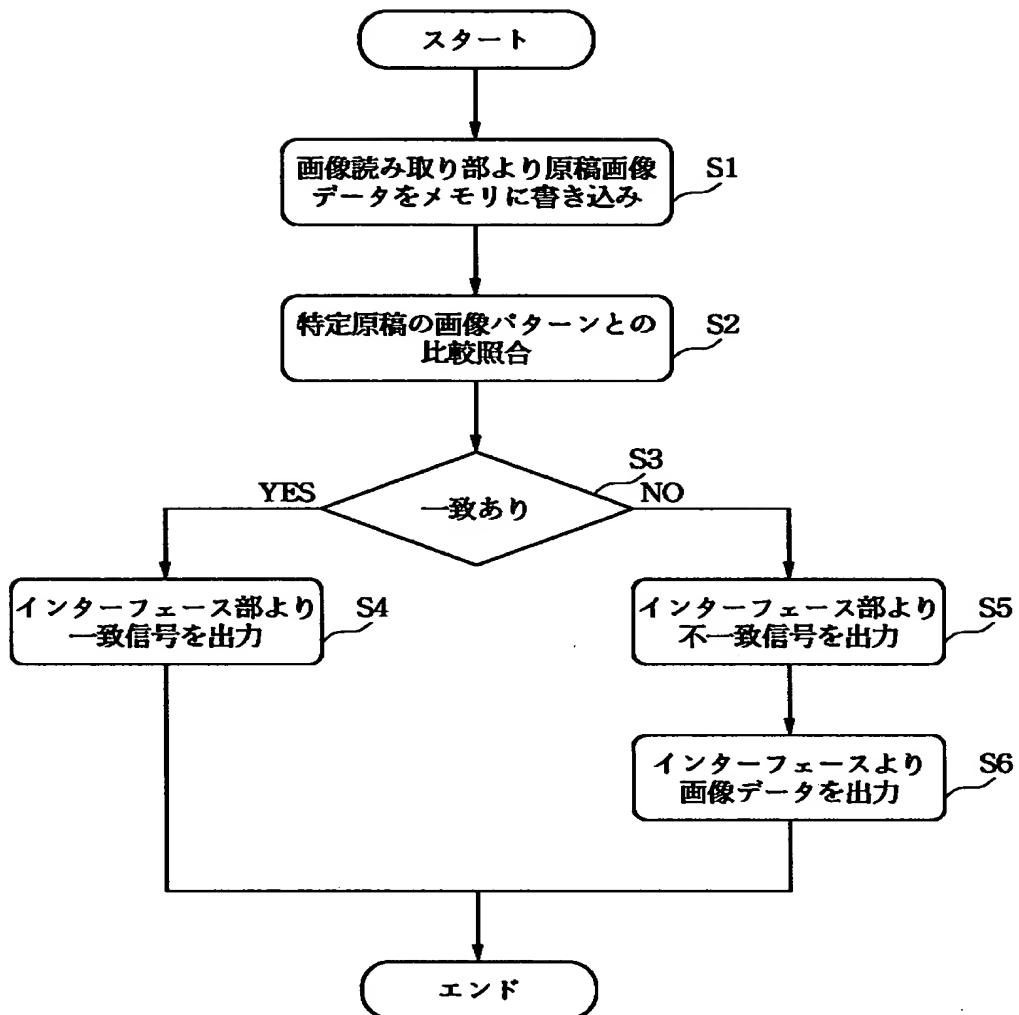 スタート
画像読み取り部より原稿画像
データをメモリに書き込み
S1
特定原稿の画像パターンとの
比較照合
S2
S3
YES
一致あり
NO
インターフェース部より
一致信号を出力
S4
インターフェース部より
不一致信号を出力
S5
インターフェースより
画像データを出力
S6
エンド